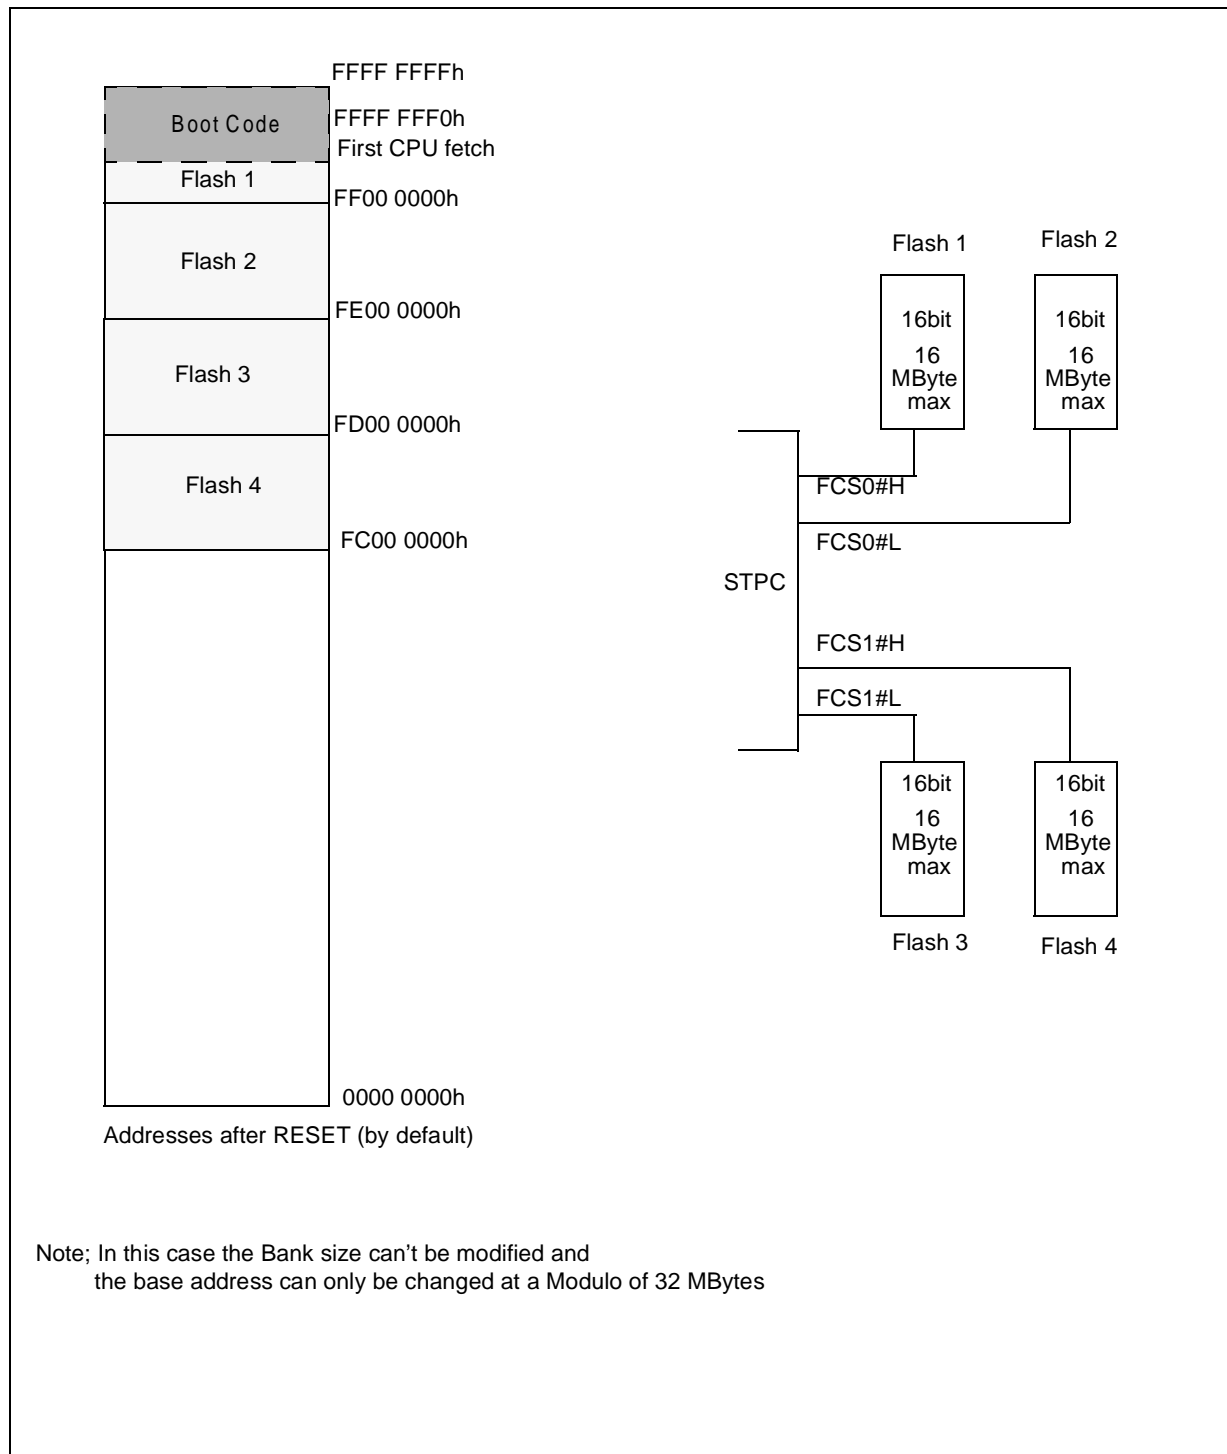 FFFF FFFFh
Boot Code
FFFF FFF0h
First CPU fetch
Flash 1
FF00 0000h
Flash 2
FE00 0000h
Flash 3
FD00 0000h
Flash 4
FC00 0000h
0000 0000h
Addresses after RESET (by default)
Flash 1
16bit
16
MByte
max
Flash 2
16bit
16
MByte
max
FCS0#H
FCS0#L
STPC
FCS1#H
FCS1#L
16bit
16
MByte
max
Flash 3
16bit
16
MByte
max
Flash 4
Note; In this case the Bank size can't be modified and
the base address can only be changed at a Modulo of 32 MBytes